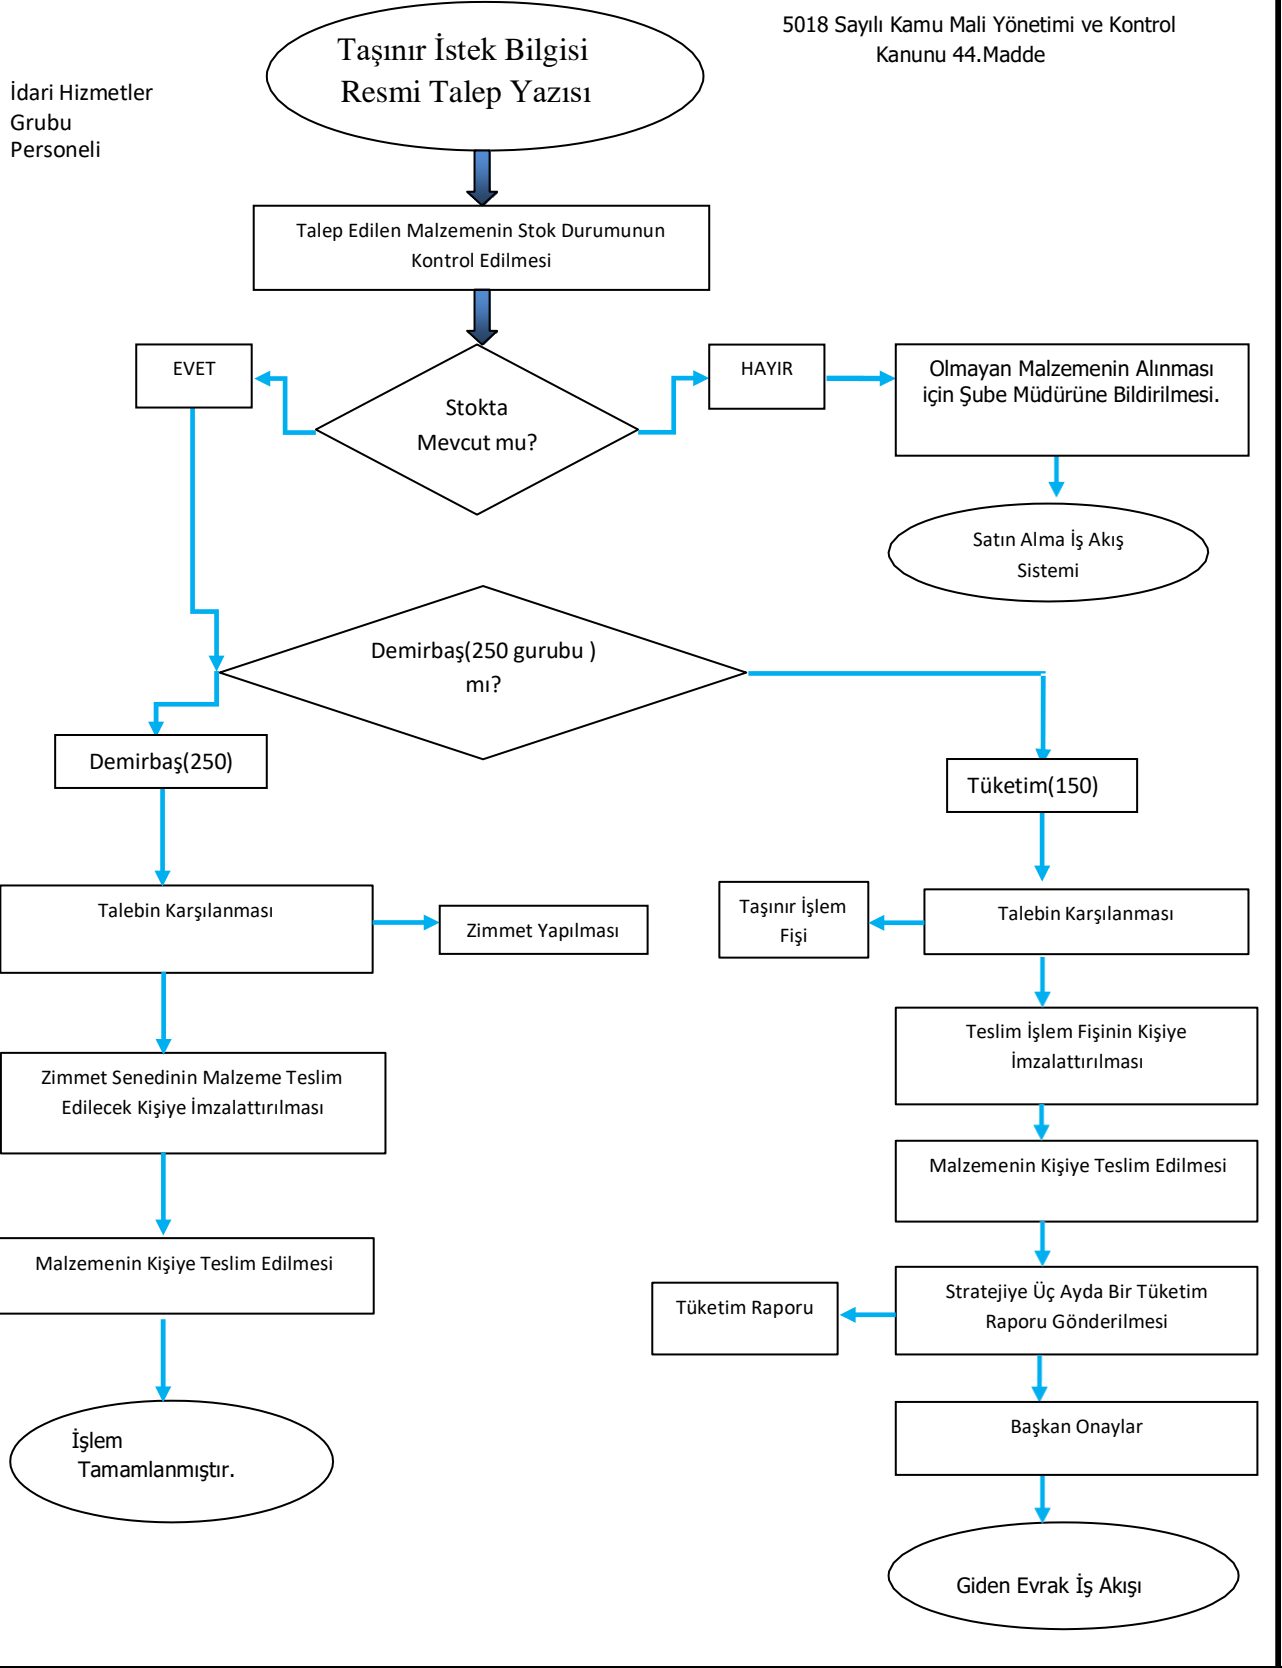 Taşınır İstek Bilgisi
Resmi Talep Yazısı
5018 Sayılı Kamu Mali Yönetimi ve Kontrol
Kanunu 44.Madde
İdari Hizmetler
Grubu
Personeli
Talep Edilen Malzemenin Stok Durumunun
Kontrol Edilmesi
EVET
Stokta
Mevcut mu?
HAYIR
Olmayan Malzemenin Alınması
için Şube Müdürüne Bildirilmesi.
Satın Alma İş Akış
Sistemi
Demirbaş(250 gurubu )
mı?
Demirbaş(250)
Tüketim(150)
Talebin Karşılanması
Zimmet Yapılması
Taşınır İşlem
Fişi
Talebin Karşılanması
Zimmet Senedinin Malzeme Teslim
Edilecek Kişiye İmzalattırılması
Teslim İşlem Fişinin Kişiye
İmzalattırılması
Malzemenin Kişiye Teslim Edilmesi
Malzemenin Kişiye Teslim Edilmesi
Tüketim Raporu
Stratejiye Üç Ayda Bir Tüketim
Raporu Gönderilmesi
Başkan Onaylar
İşlem
Tamamlanmıştır.
Giden Evrak İş Akışı